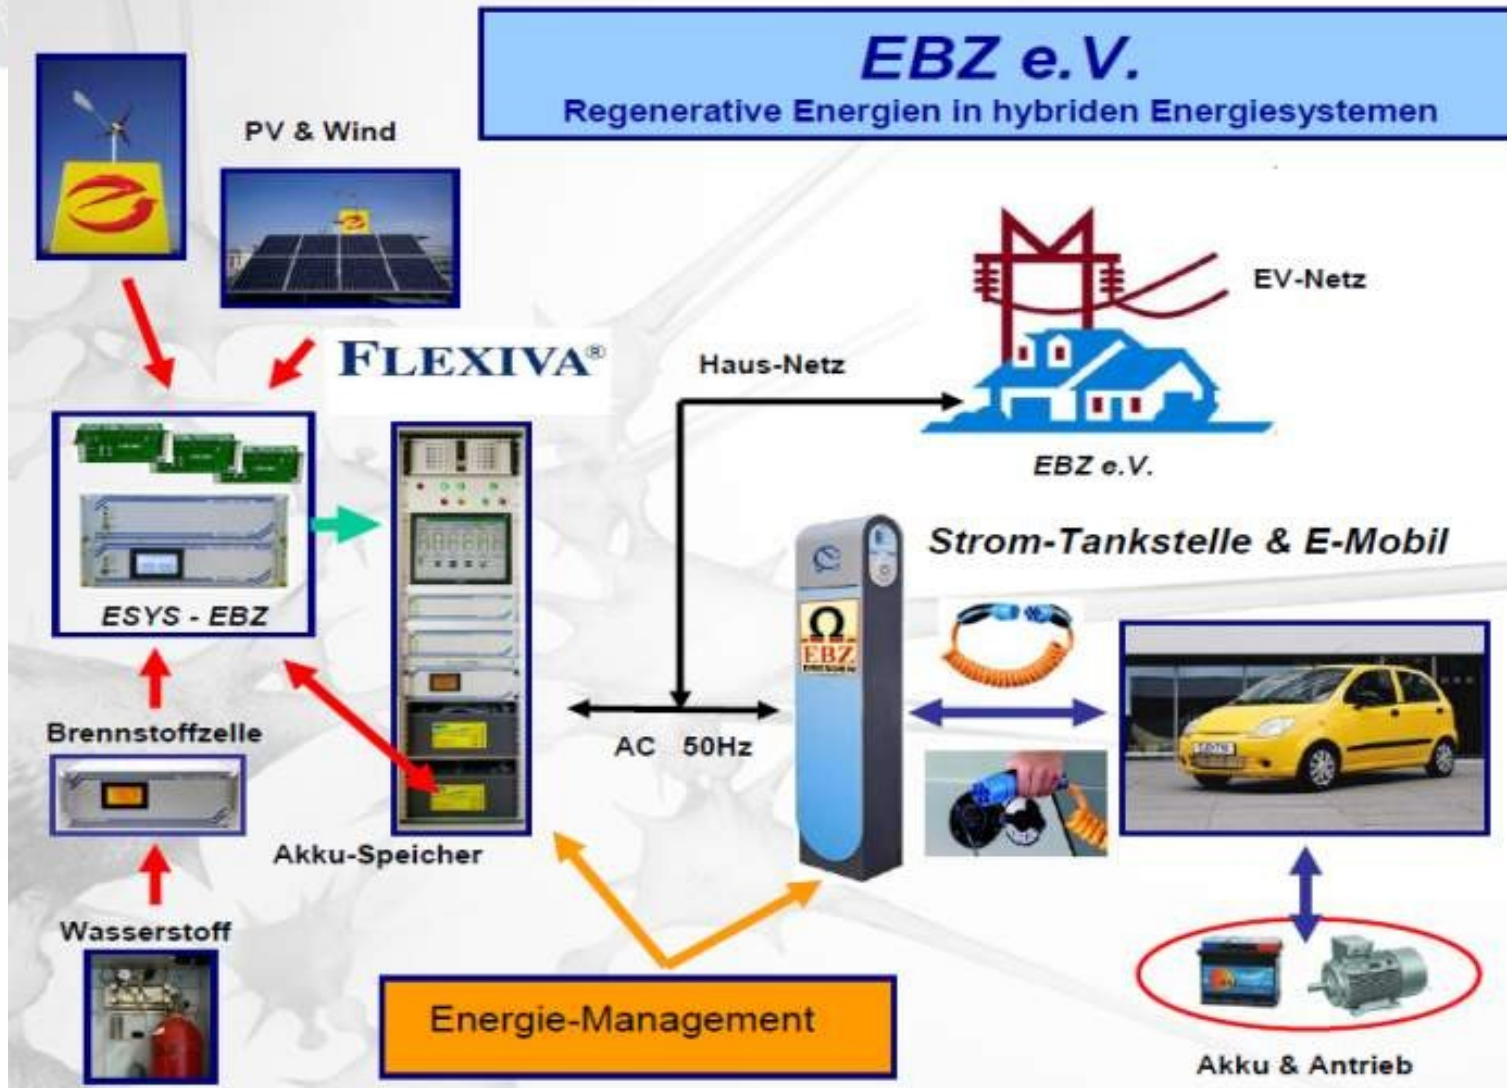 EBZ e.V.
Regenerative Energien in hybriden Energiesystemen
PV & Wind
EV-Netz
FLEXIVA®
Haus-Netz
EBZ e.V.
Strom-Tankstelle & E-Mobil
ESYS - EBZ
EBZ
Brennstoffzelle
AC 50Hz
Akku-Speicher
Wasserstoff
Energie-Management
Akku & Antrieb